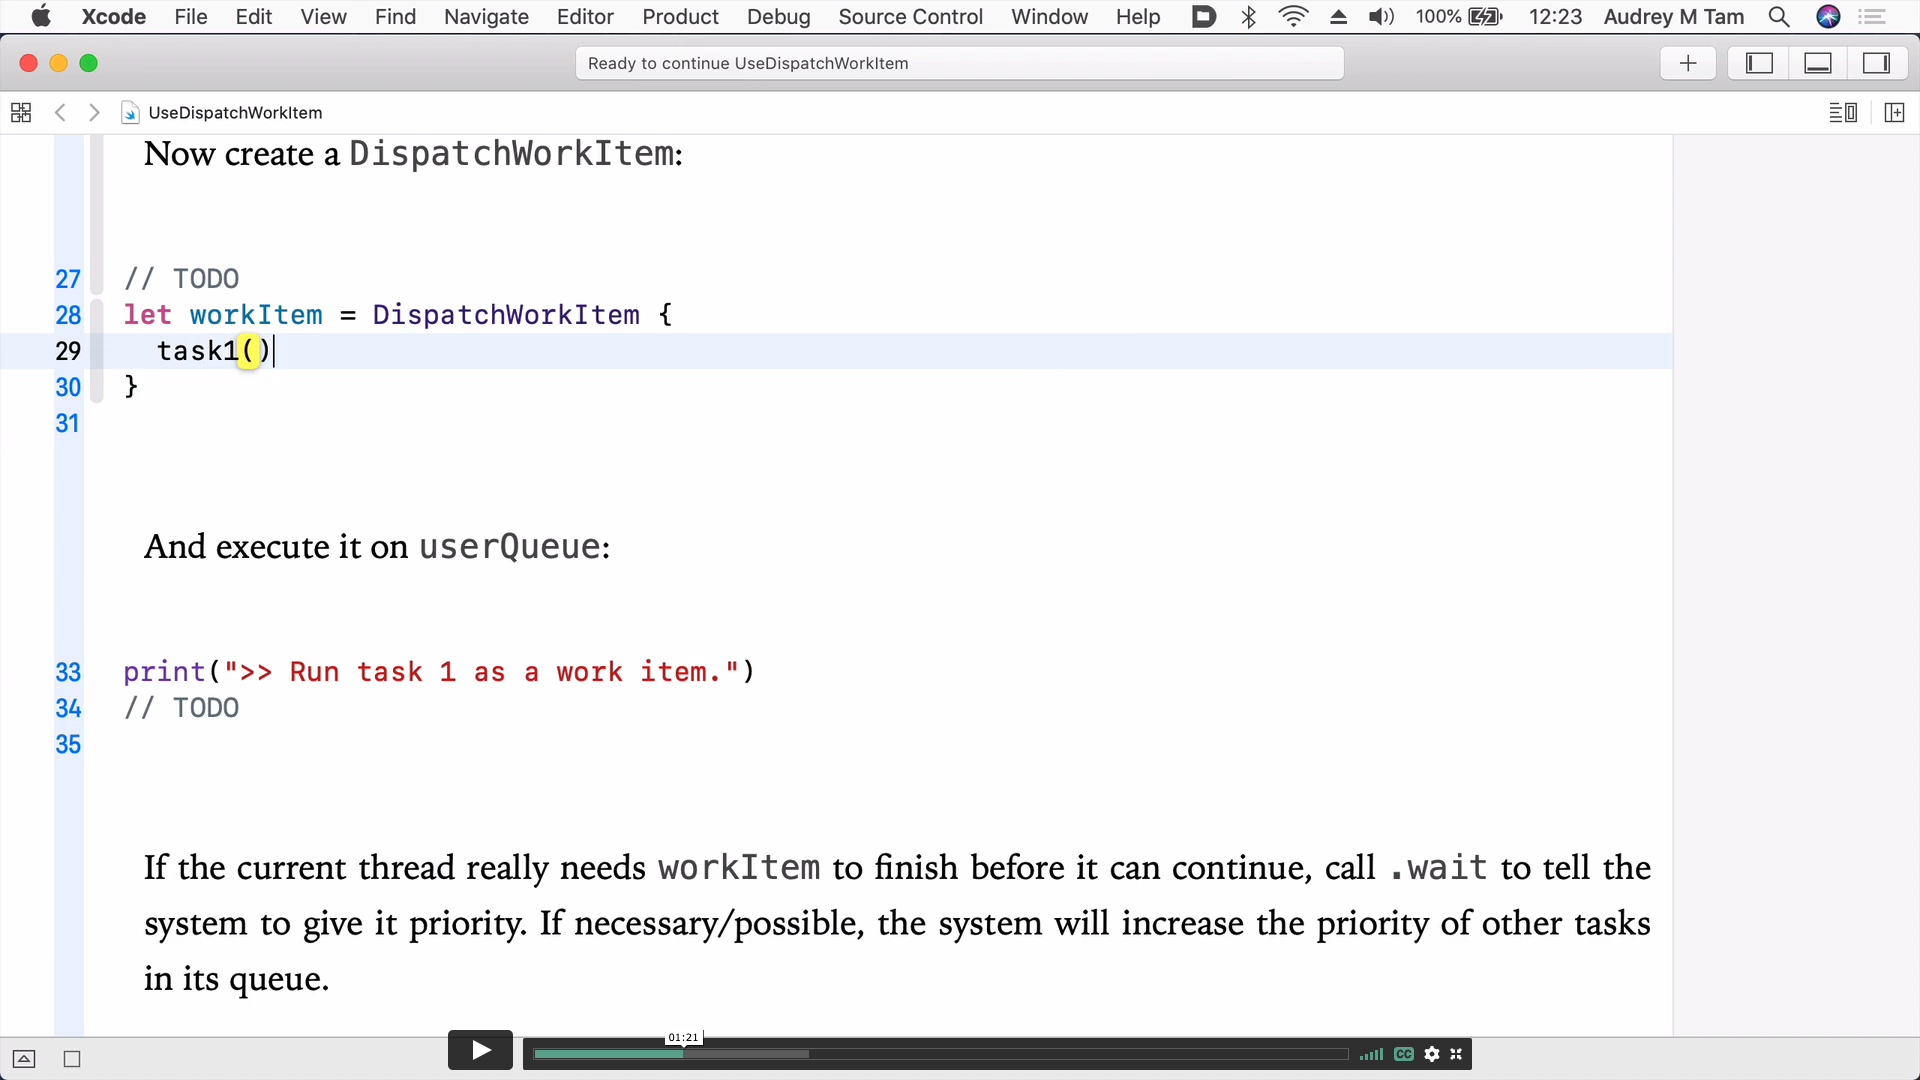 Xcode File Edit View Find Navigate Editor Product Debug Source Control Window Help 100% 12:23 Audrey M Tam
Ready to continue UseDispatchWorkItem
UseDispatchWorkItem
Now create a DispatchWorkItem:
27 // TODO
28 let workItem = DispatchWorkItem {
29 task1()
30 }
31
And execute it on userQueue:
33 print(">> Run task 1 as a work item.")
34 // TODO
35
If the current thread really needs workItem to finish before it can continue, call .wait to tell the
system to give it priority. If necessary/possible, the system will increase the priority of other tasks
in its queue.
01:21
CC